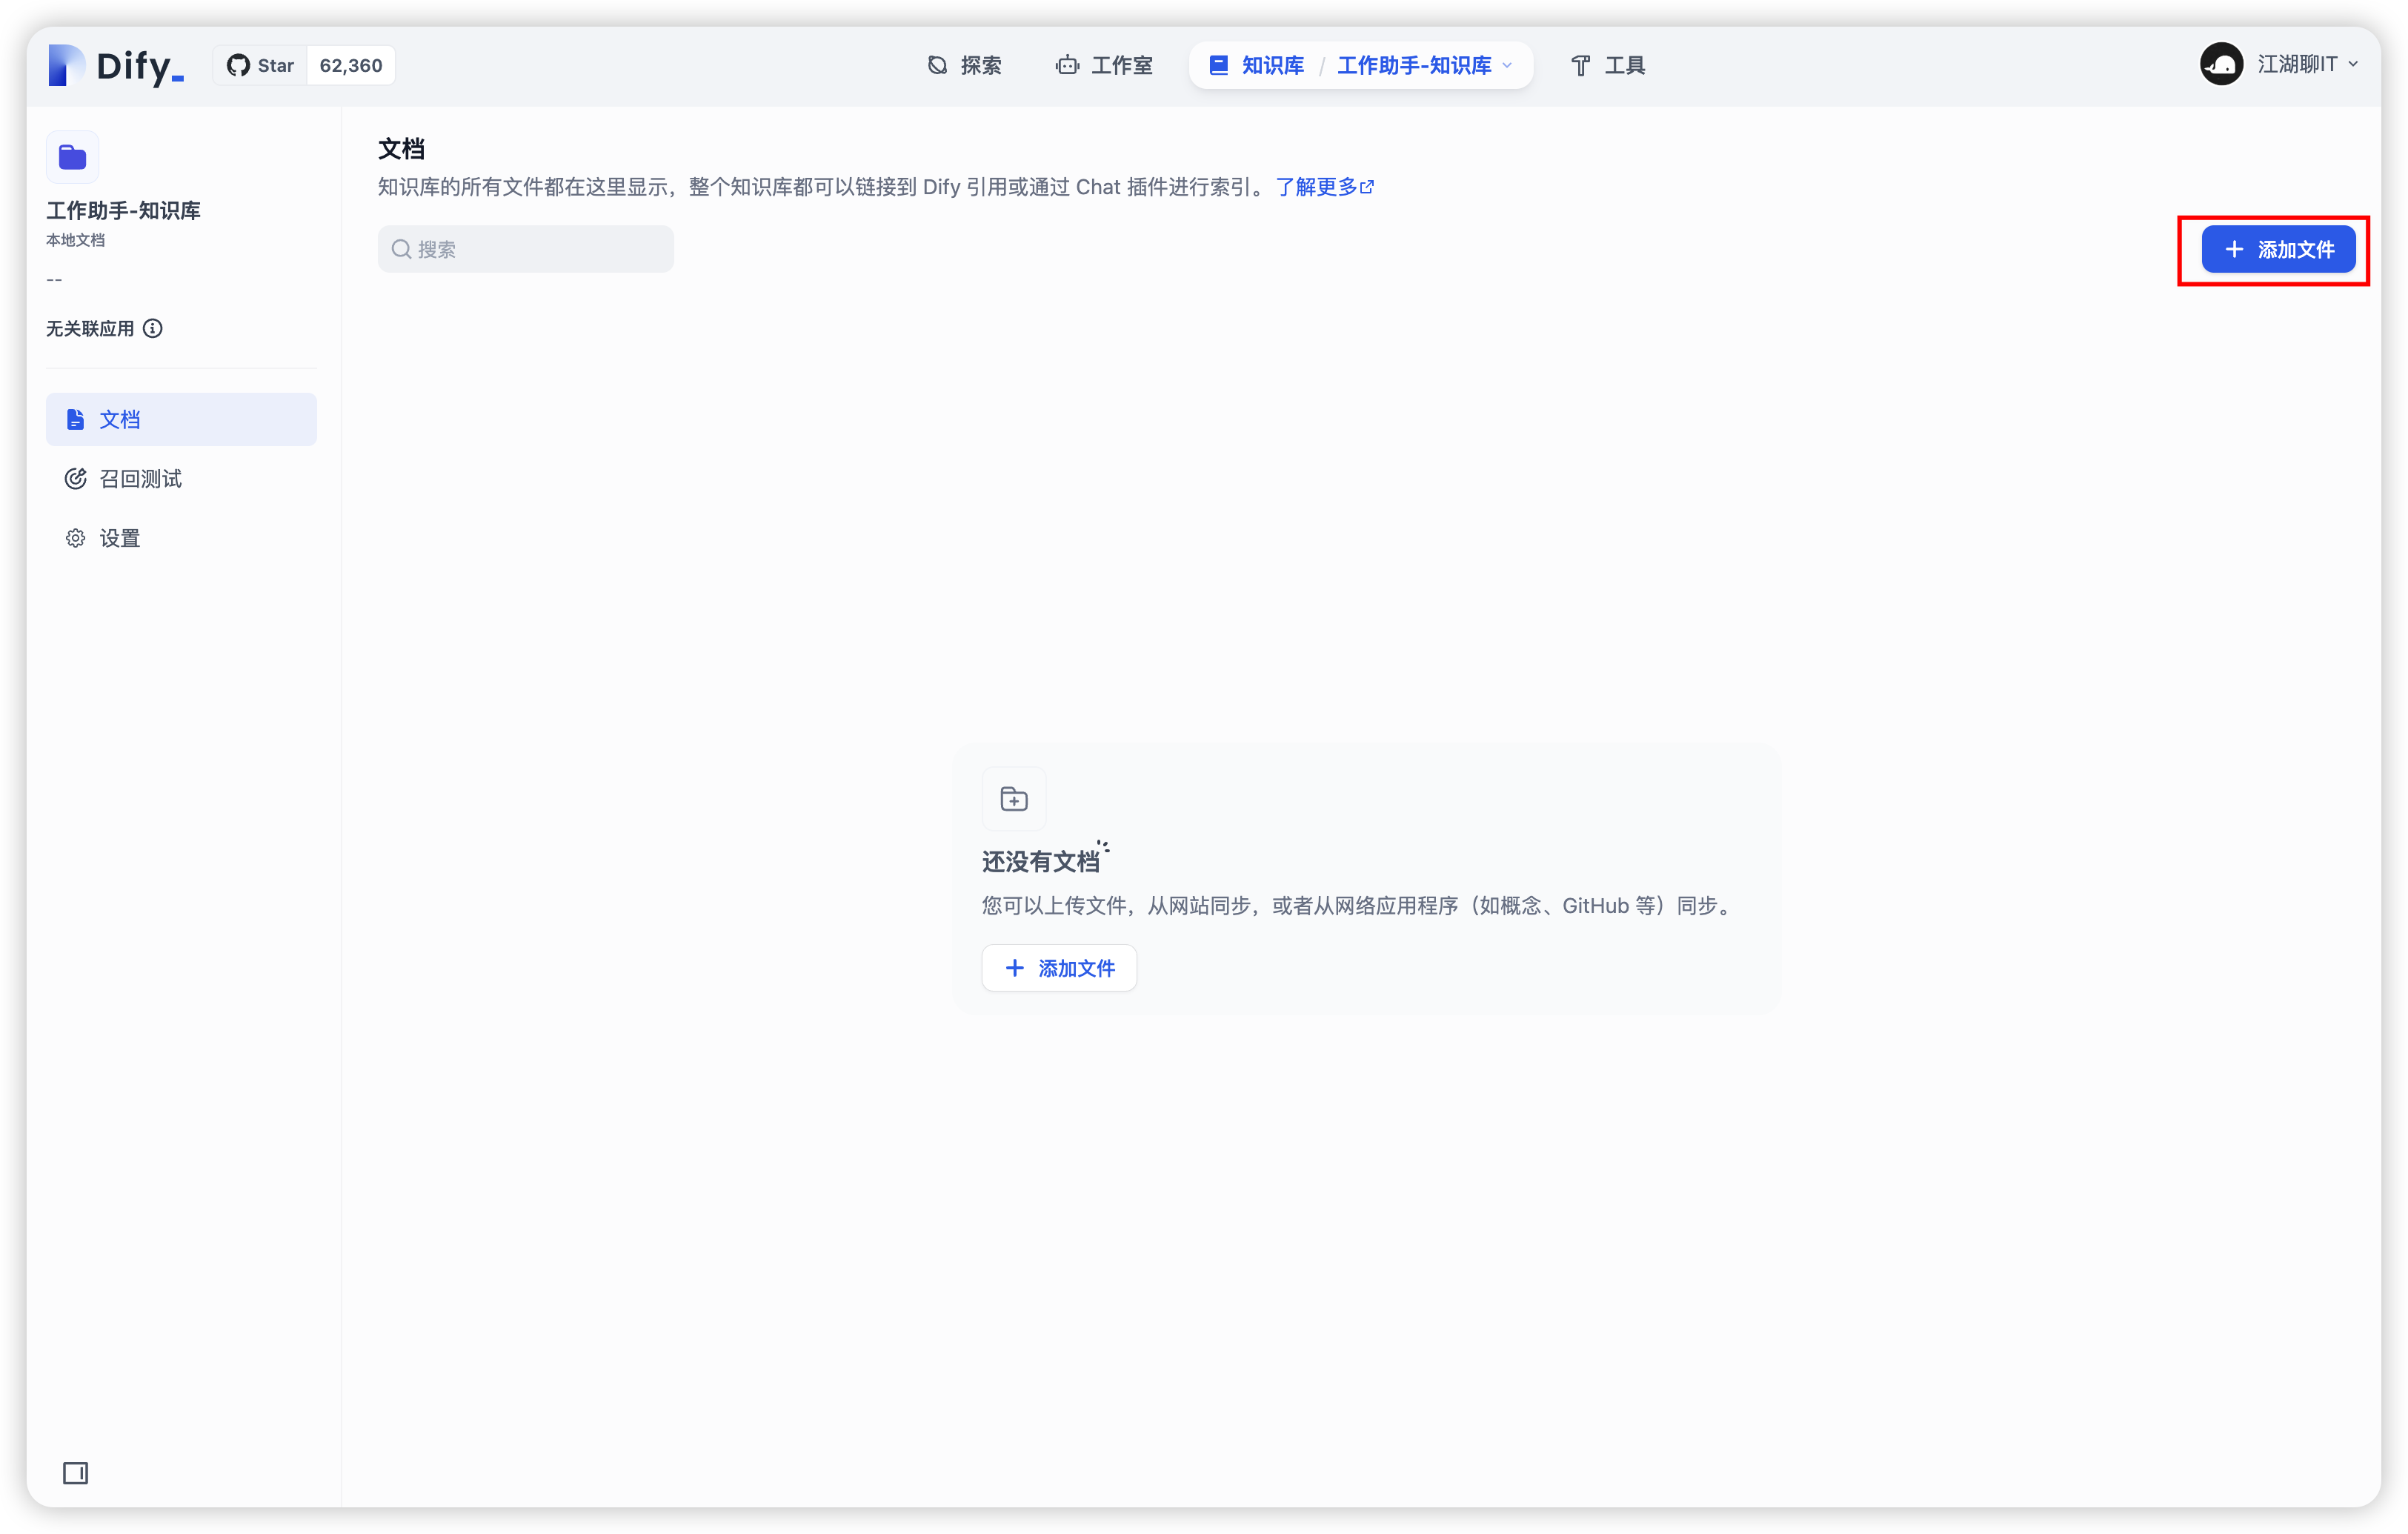 Dify_
Star 62,360
探索
工作室
知识库 / 工作助手-知识库
工具
江湖聊IT
工作助手-知识库
本地文档
--
无关联应用
文档
召回测试
设置
文档
知识库的所有文件都在这里显示，整个知识库都可以链接到 Dify 引用或通过 Chat 插件进行索引。 了解更多
搜索
添加文件
还没有文档
您可以上传文件，从网站同步，或者从网络应用程序（如概念、GitHub 等）同步。
添加文件